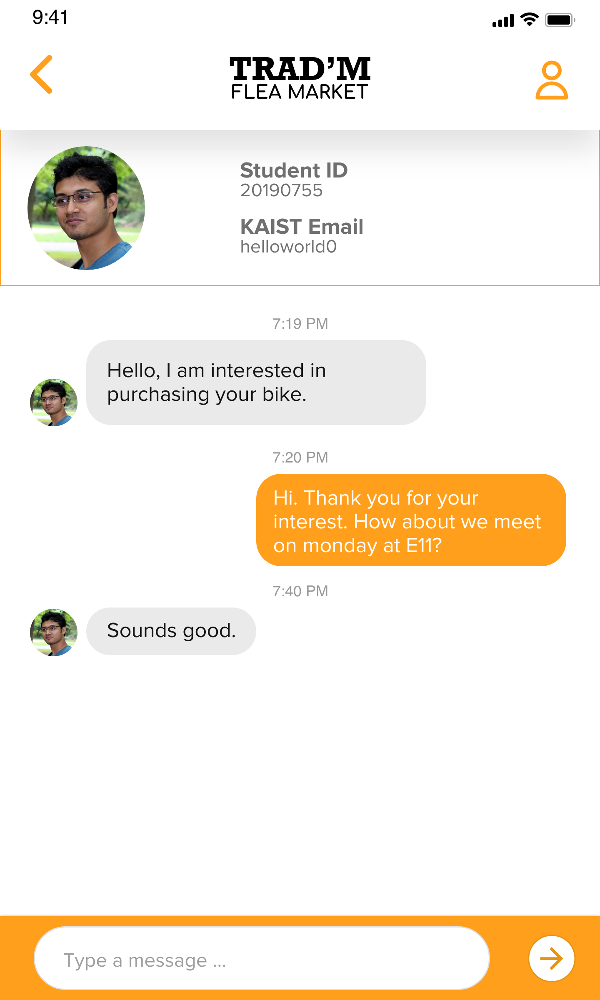 9:41
TRAD’M
FLEA MARKET
Student ID
20190755
KAIST Email
helloworld0
7:19 PM
Hello, I am interested in
purchasing your bike.
7:20 PM
Hi. Thank you for your
interest. How about we meet
on monday at E11?
7:40 PM
Sounds good.
Type a message ...